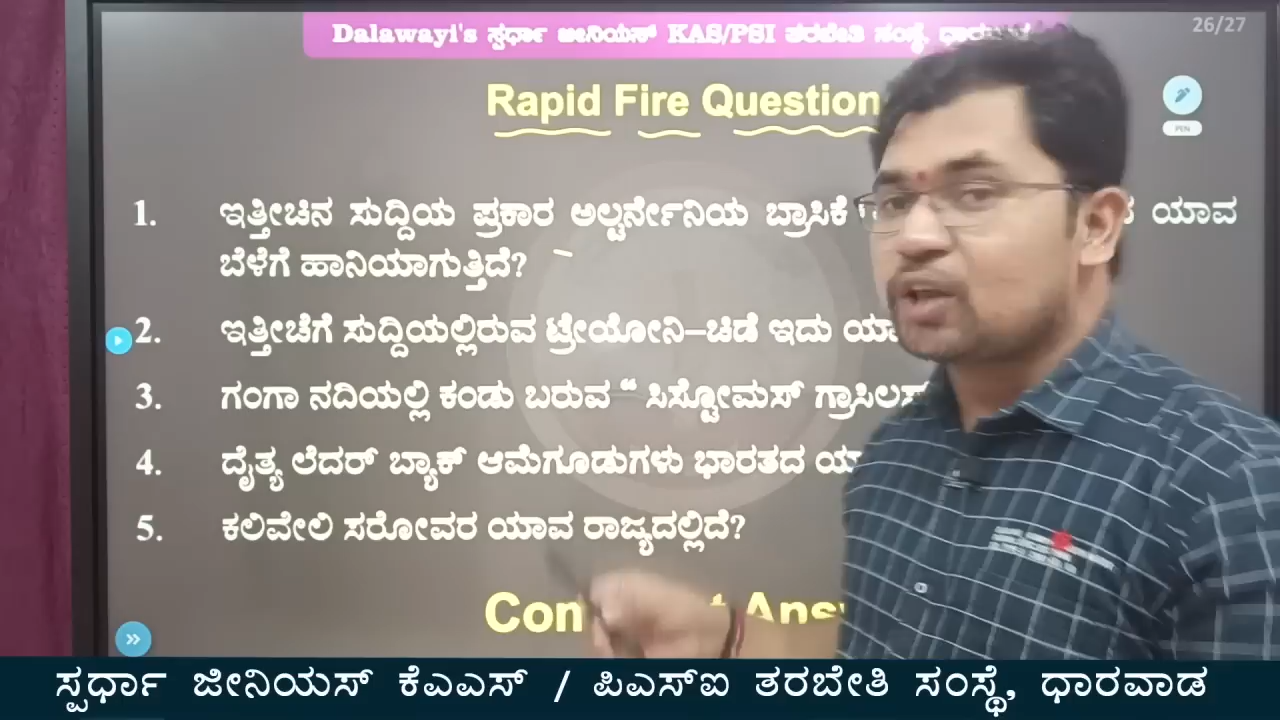 26/27
Dalawayi's ಸ್ಪರ್ಧಾ ಜೀನಿಯಸ್ KAS/PSI ತರಬೇತಿ ಸಂಸ್ಥೆ, ಧಾರವಾಡ
Rapid Fire Question
PEN
1. ಇತ್ತೀಚಿನ ಸುದ್ದಿಯ ಪ್ರಕಾರ ಅಲ್ಟರ್ನೇನಿಯ ಬ್ರಾಸಿಕೆ ಯಾವ
ಬೆಳೆಗೆ ಹಾನಿಯಾಗುತ್ತಿದೆ?
2. ಇತ್ತೀಚೆಗೆ ಸುದ್ದಿಯಲ್ಲಿರುವ ಟ್ರೇಯೋನಿ–ಚಿಡೆ ಇದು
3. ಗಂಗಾ ನದಿಯಲ್ಲಿ ಕಂಡು ಬರುವ “ ಸಿಸ್ಟೋಮಸ್ ಗ್ರಾಸಿಲಸ್
4. ದೈತ್ಯ ಲೆದರ್ ಬ್ಯಾಕ್ ಆಮೆಗೂಡುಗಳು ಭಾರತದ
5. ಕಲಿವೇಲಿ ಸರೋವರ ಯಾವ ರಾಜ್ಯದಲ್ಲಿದೆ?
ಸ್ಪರ್ಧಾ ಜೀನಿಯಸ್ ಕೆಎಎಸ್ / ಪಿಎಸ್ಐ ತರಬೇತಿ ಸಂಸ್ಥೆ, ಧಾರವಾಡ